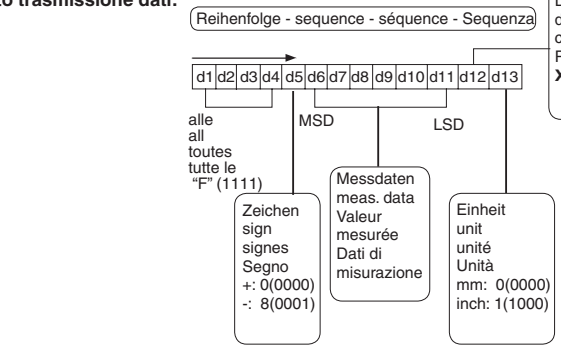 to trasmissione dati:
Reihenfolge - sequence - séquence - Sequenza
d1 d2 d3 d4 d5 d6 d7 d8 d9 d10 d11 d12 d13
alle
all
toutes
tutte le
"F" (1111)
MSD
LSD
Zeichen
sign
signes
Segno
+: 0(0000)
-: 8(0001)
Messdaten
meas. data
Valeur
mesurée
Dati di
misurazione
Einheit
unit
unité
Unità
mm: 0(0000)
inch: 1(1000)